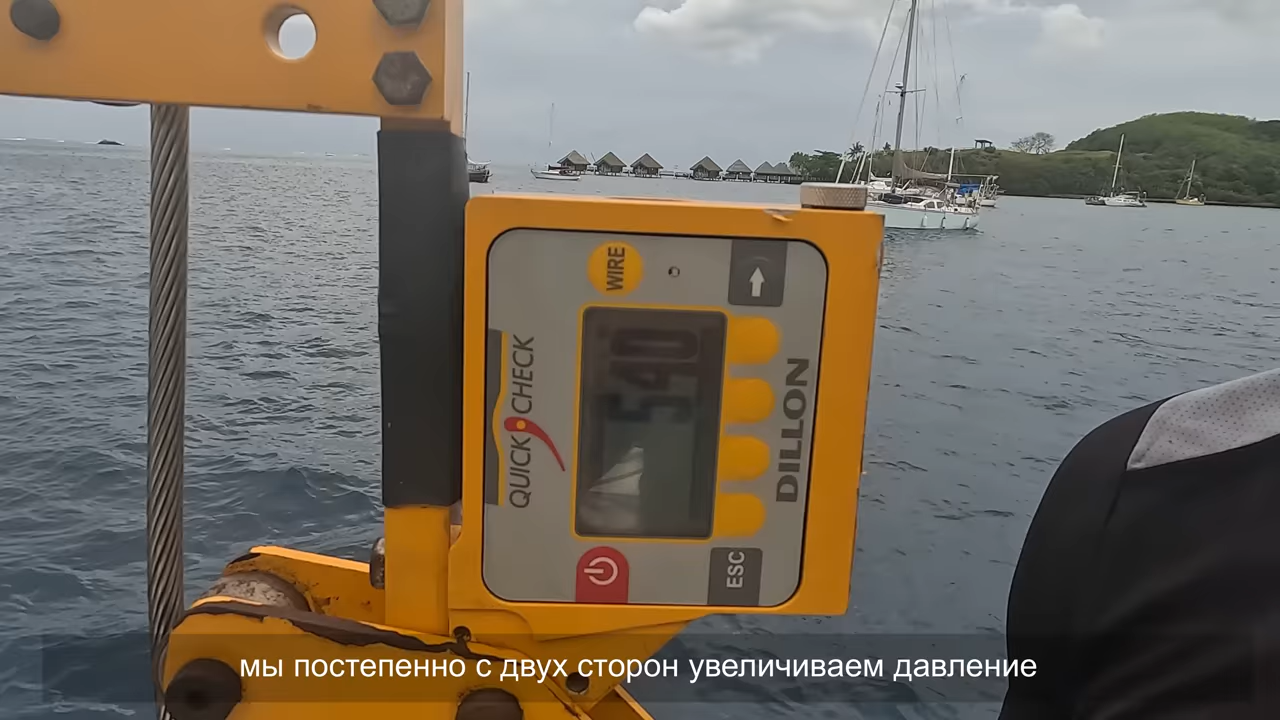 WIRE
540
QUICK CHECK
DILLON
ESC
мы постепенно с двух сторон увеличиваем давление